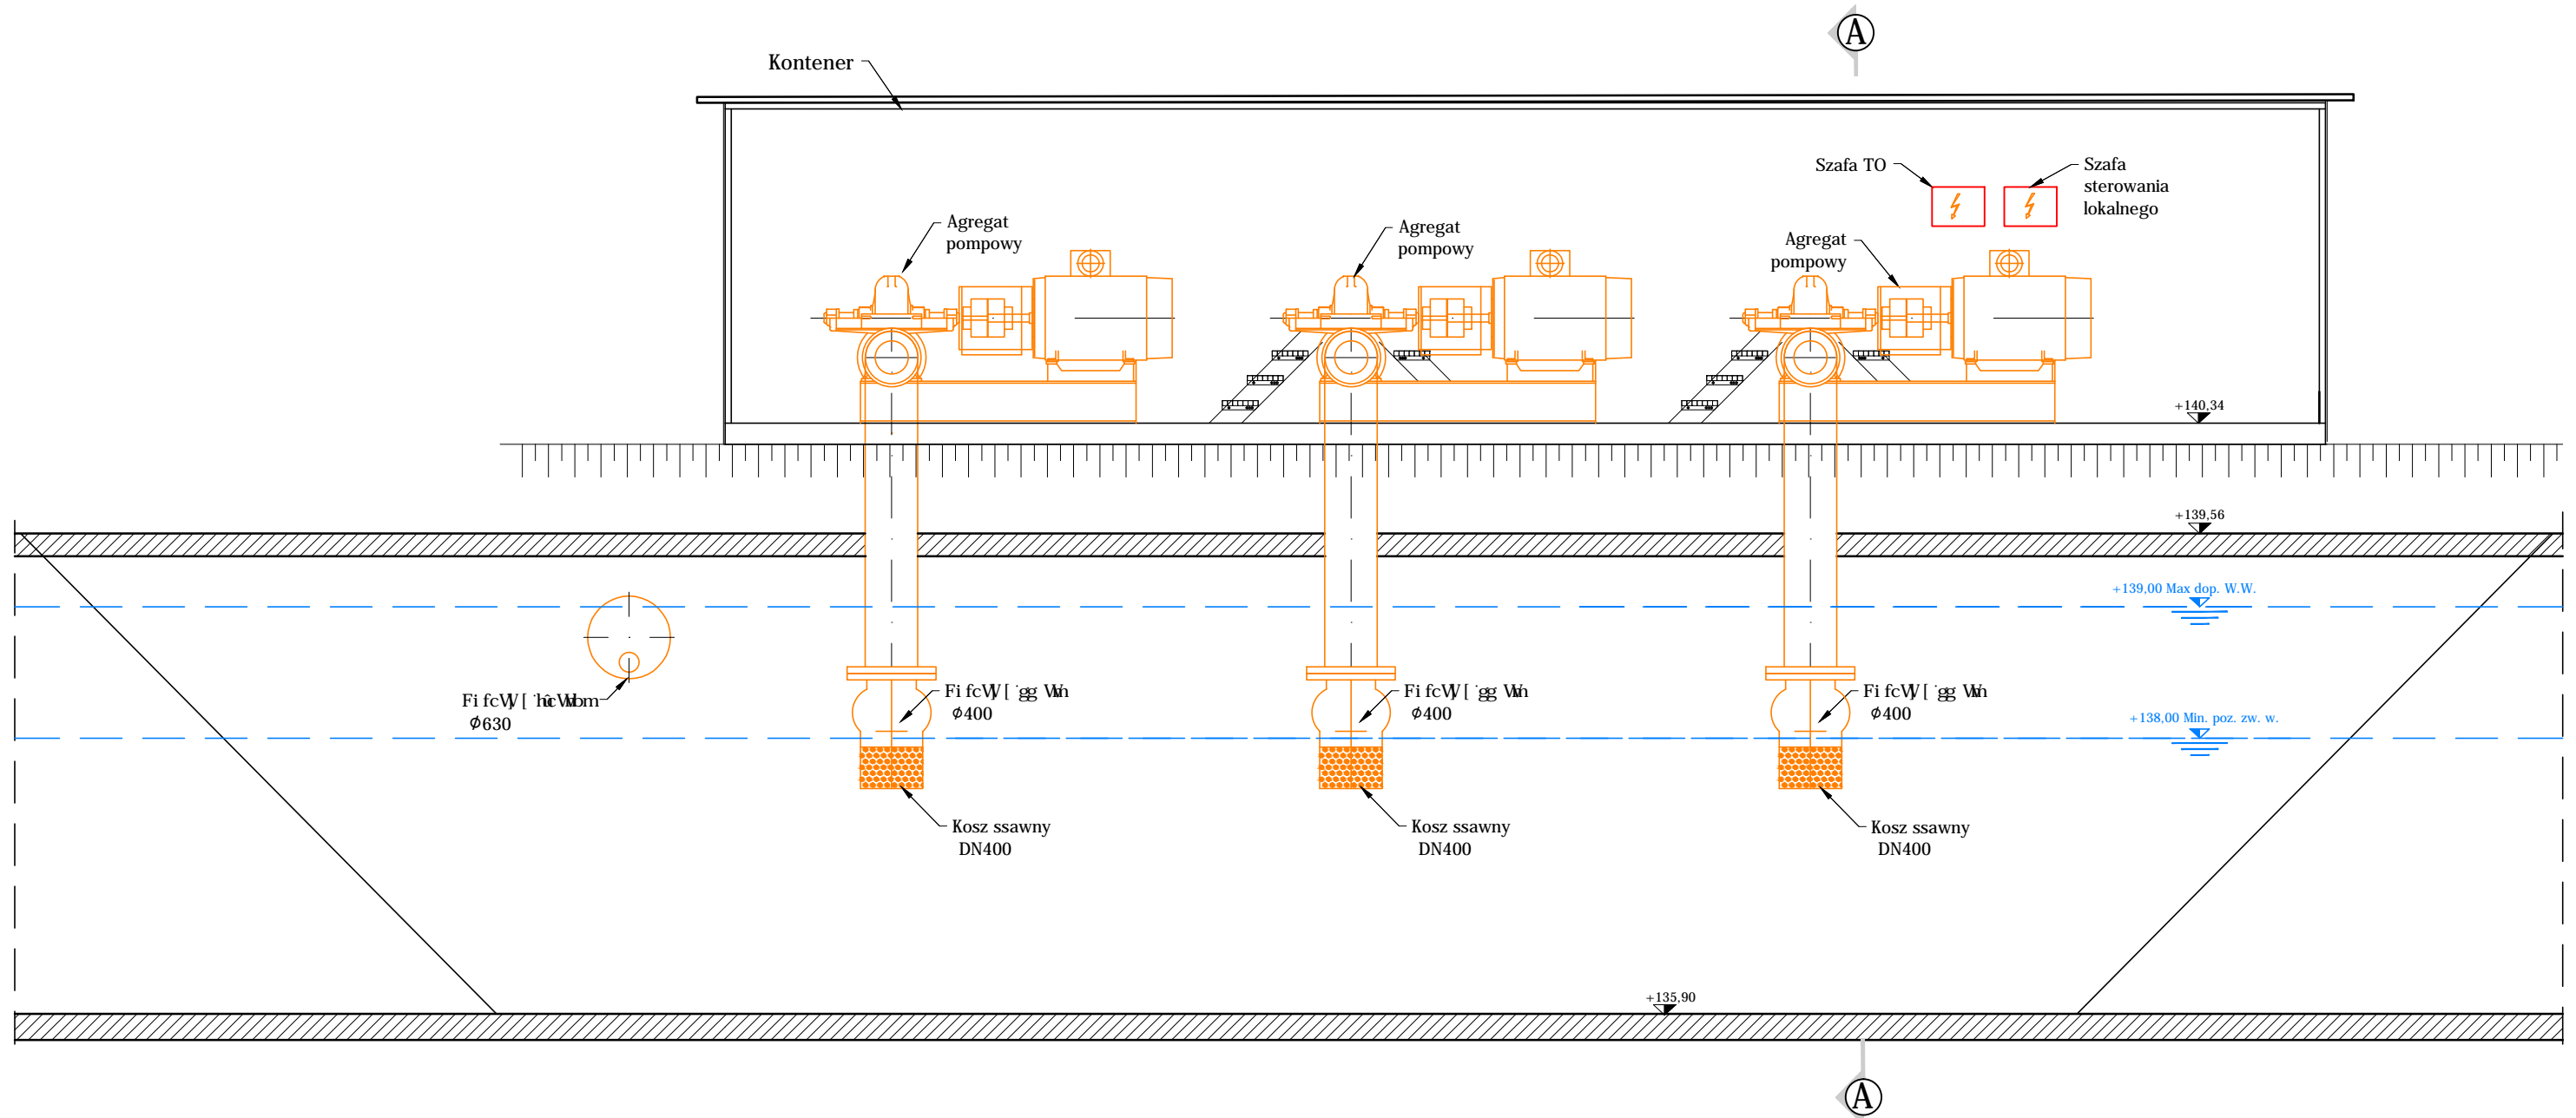 A
Kontener
Szafa TO
Szafa
sterowania
lokalnego
Agregat
pompowy
Agregat
pompowy
Agregat
pompowy
+140,34
+139,56
+139,00 Max dop. W.W.
ϕ630
ϕ400
ϕ400
ϕ400
+138,00 Min. poz. zw. w.
Kosz ssawny
DN400
Kosz ssawny
DN400
Kosz ssawny
DN400
+135,90
A